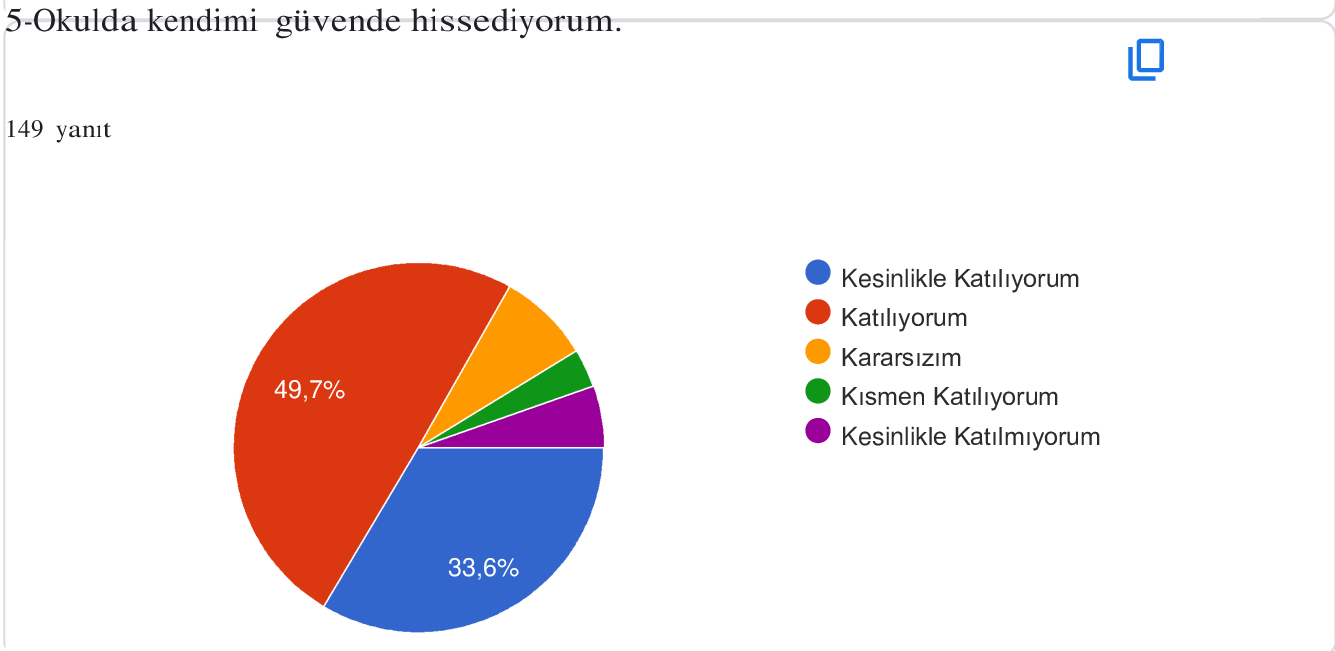 5-Okulda kendimi güvende hissediyorum.
149 yanıt
Kesinlikle Katılıyorum
Katılıyorum
Kararsızım
Kısmen Katılıyorum
Kesinlikle Katılmıyorum
49,7%
33,6%